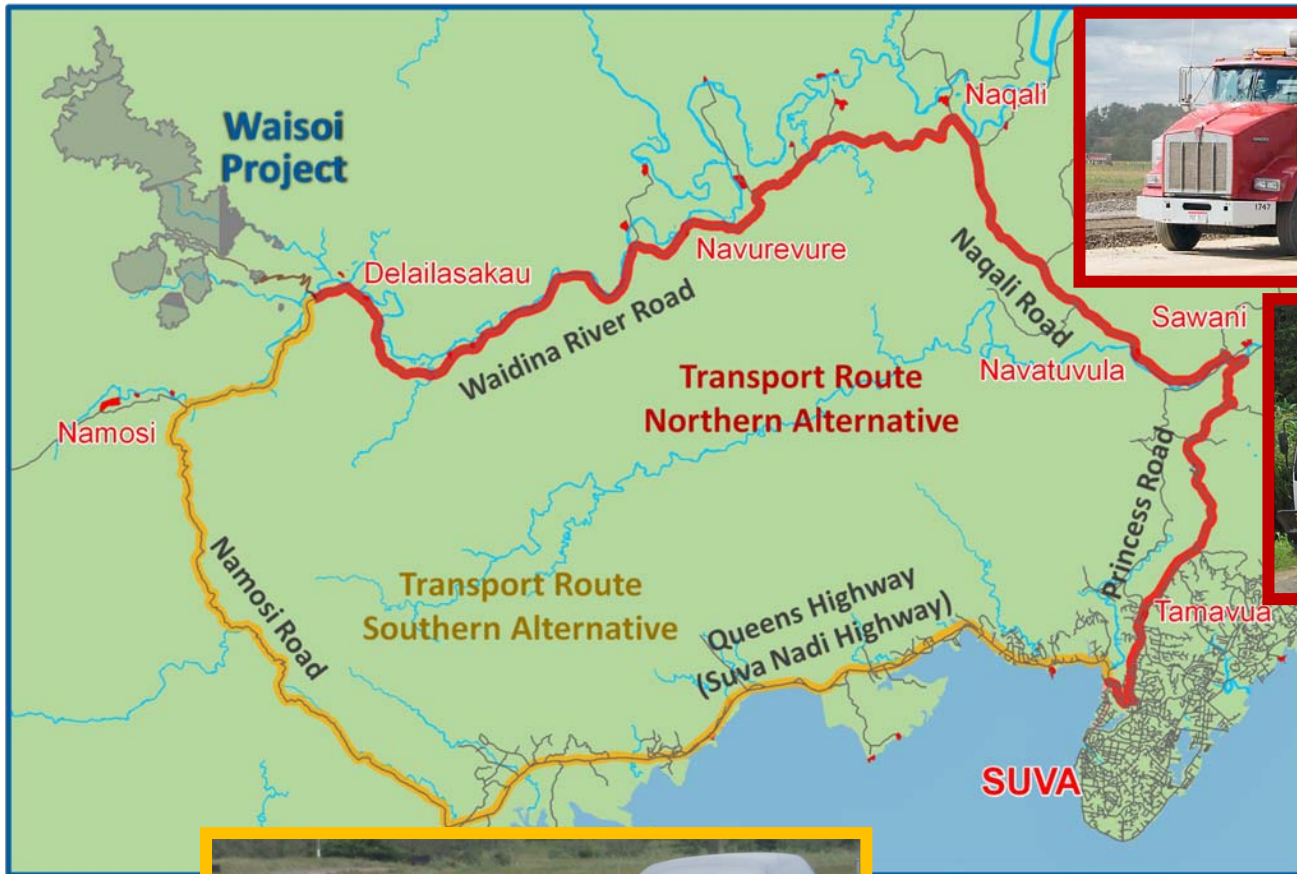 Waisoi
Project
Naqali
Delailasakau
Navurevure
Naqali Road
Sawani
Waidina River Road
Navatuvula
Transport Route
Northern Alternative
Namosi
Princess Road
Namosi Road
Transport Route
Southern Alternative
Queens Highway
(Suva Nadi Highway)
Tamavua
SUVA
1747